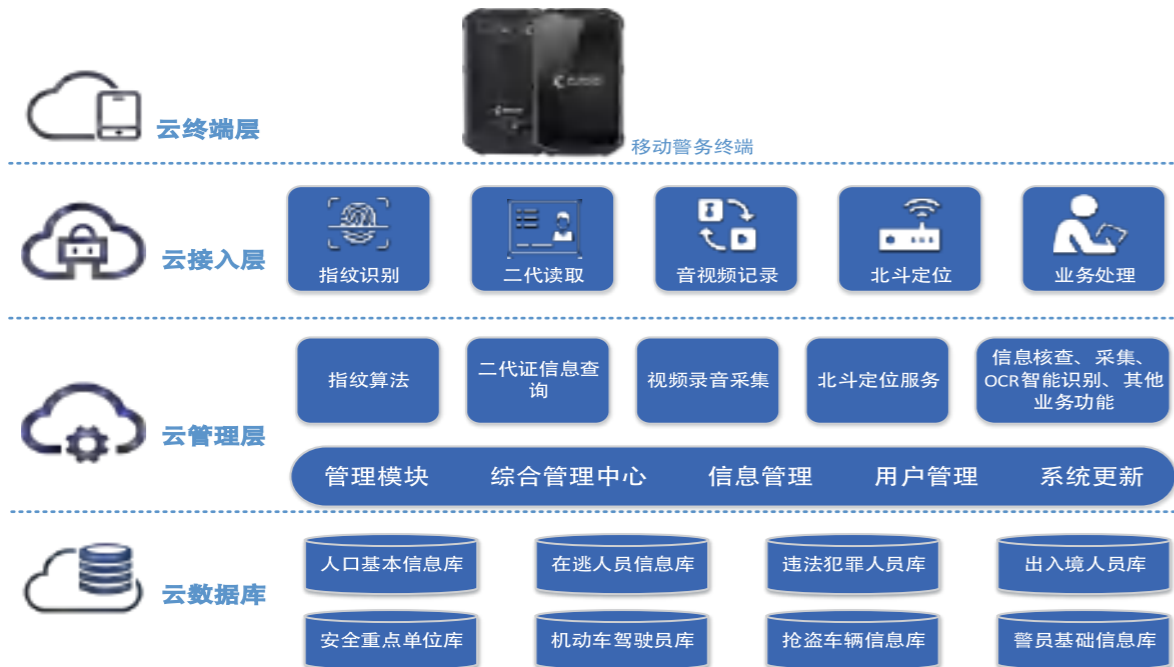 云终端层
移动警务终端
云接入层
指纹识别
二代读取
音视频记录
北斗定位
业务处理
云管理层
指纹算法
二代证信息查
询
视频录音采集
北斗定位服务
信息核查、采集、
OCR智能识别、其他
业务功能
管理模块 综合管理中心 信息管理 用户管理 系统更新
云数据库
人口基本信息库
在逃人员信息库
违法犯罪人员库
出入境人员库
安全重点单位库
机动车驾驶员库
抢盗车辆信息库
警员基础信息库